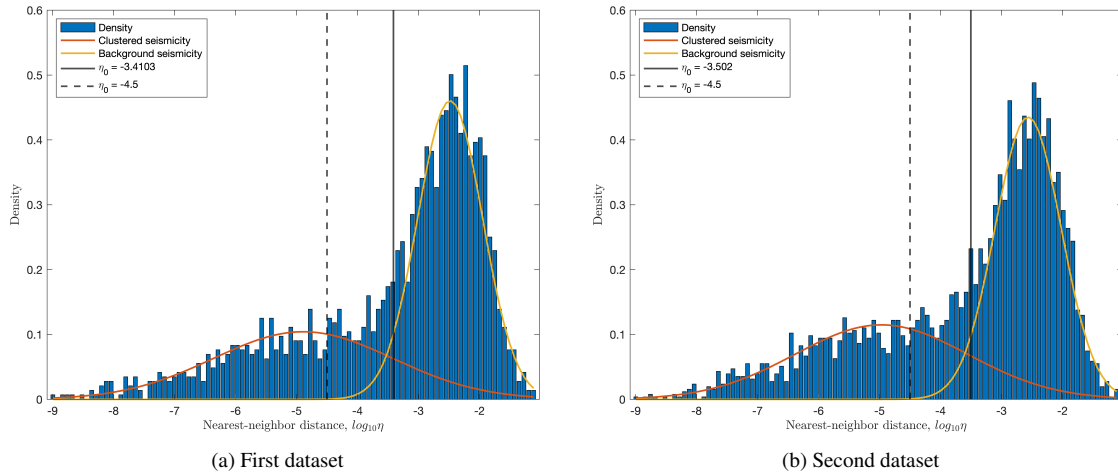 0.6
0.5
0.4
0.3
0.2
0.1
0
Density
Density
Clustered seismicity
Background seismicity
η0 = -3.4103
η0 = -4.5
-9 -8 -7 -6 -5 -4 -3 -2
Nearest-neighbor distance, log10η
(a) First dataset
0.6
0.5
0.4
0.3
0.2
0.1
0
Density
Density
Clustered seismicity
Background seismicity
η0 = -3.502
η0 = -4.5
-9 -8 -7 -6 -5 -4 -3 -2
Nearest-neighbor distance, log10η
(b) Second dataset